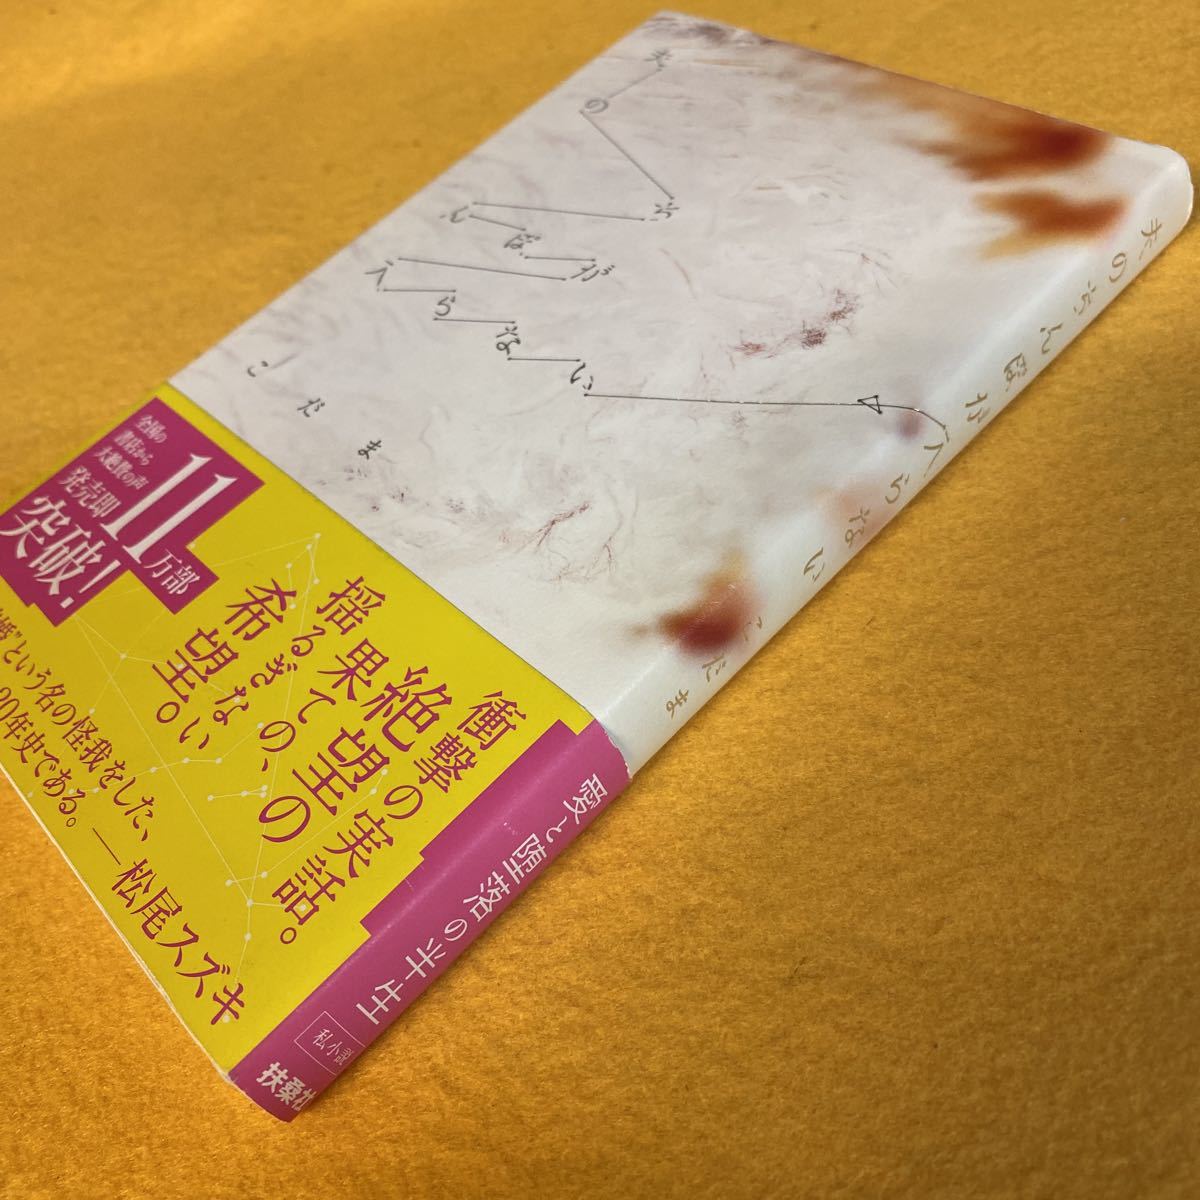 夫のち
んぽが
入らない
こだま
夫のちんぽが入らない こだま
全国の
書店から
大絶賛の声
発売即
11万部
突破!
衝撃の実話。
絶望の
果ての、
揺るぎない
希望。
という名の怪我をした、
20年史である。
―松尾スズキ
愛と堕落の半生
私小説
扶桑社